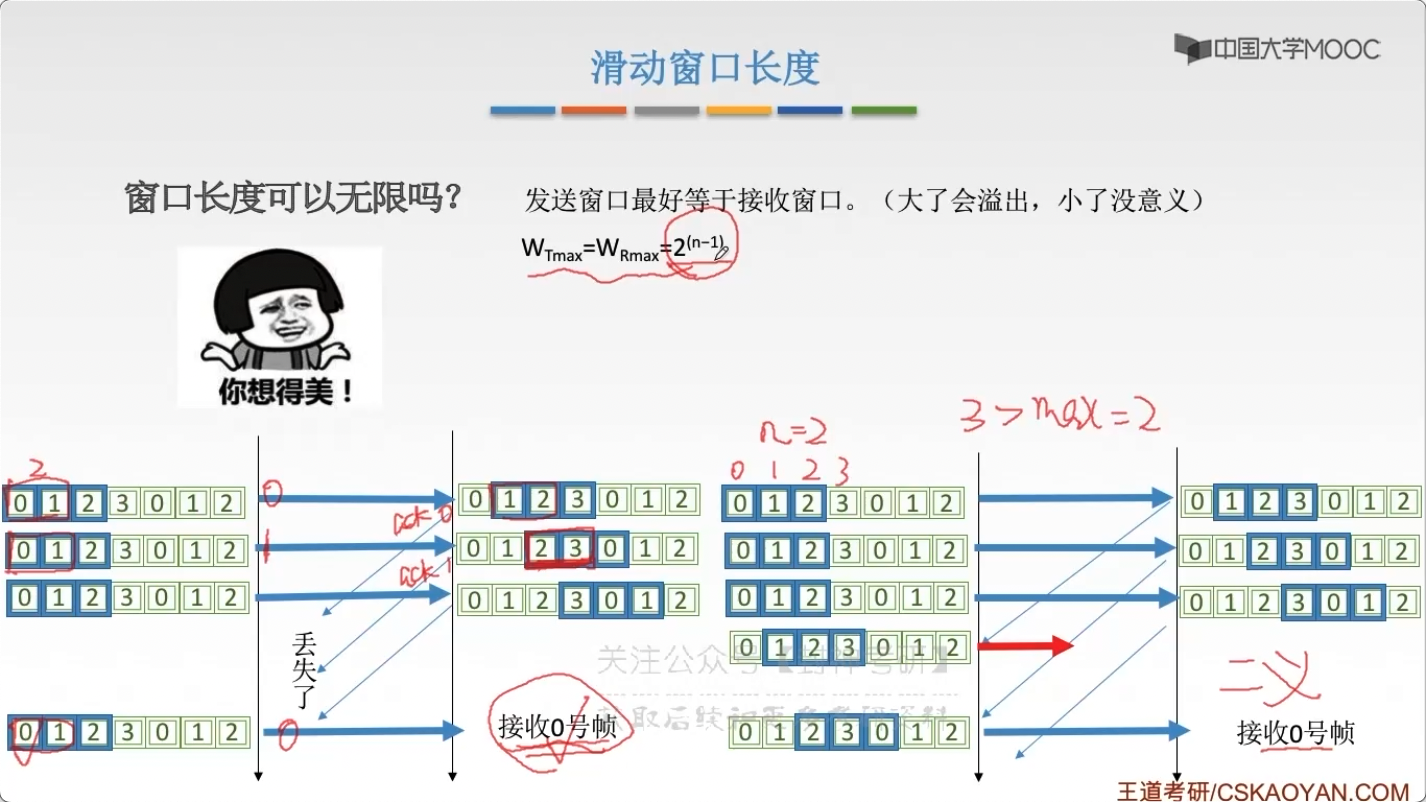 中国大学MOOC
滑动窗口长度
窗口长度可以无限吗？
发送窗口最好等于接收窗口。（大了会溢出，小了没意义）
WTmax=WRmax=2(n−1)
你想得美！
n=2
3>max=2
2
0 1 2 3
0 1 2 3 0 1 2
0
ack 0
0 1 2 3 0 1 2
0 1 2 3 0 1 2
0 1 2 3 0 1 2
0 1 2 3 0 1 2
1
ack 1
0 1 2 3 0 1 2
0 1 2 3 0 1 2
0 1 2 3 0 1 2
0 1 2 3 0 1 2
0 1 2 3 0 1 2
0 1 2 3 0 1 2
0 1 2 3 0 1 2
丢失了
0 1 2 3 0 1 2
关注公众号
二义
0 1 2 3 0 1 2
0
接收0号帧
0 1 2 3 0 1 2
接收0号帧
王道考研/CSKAOYAN.COM